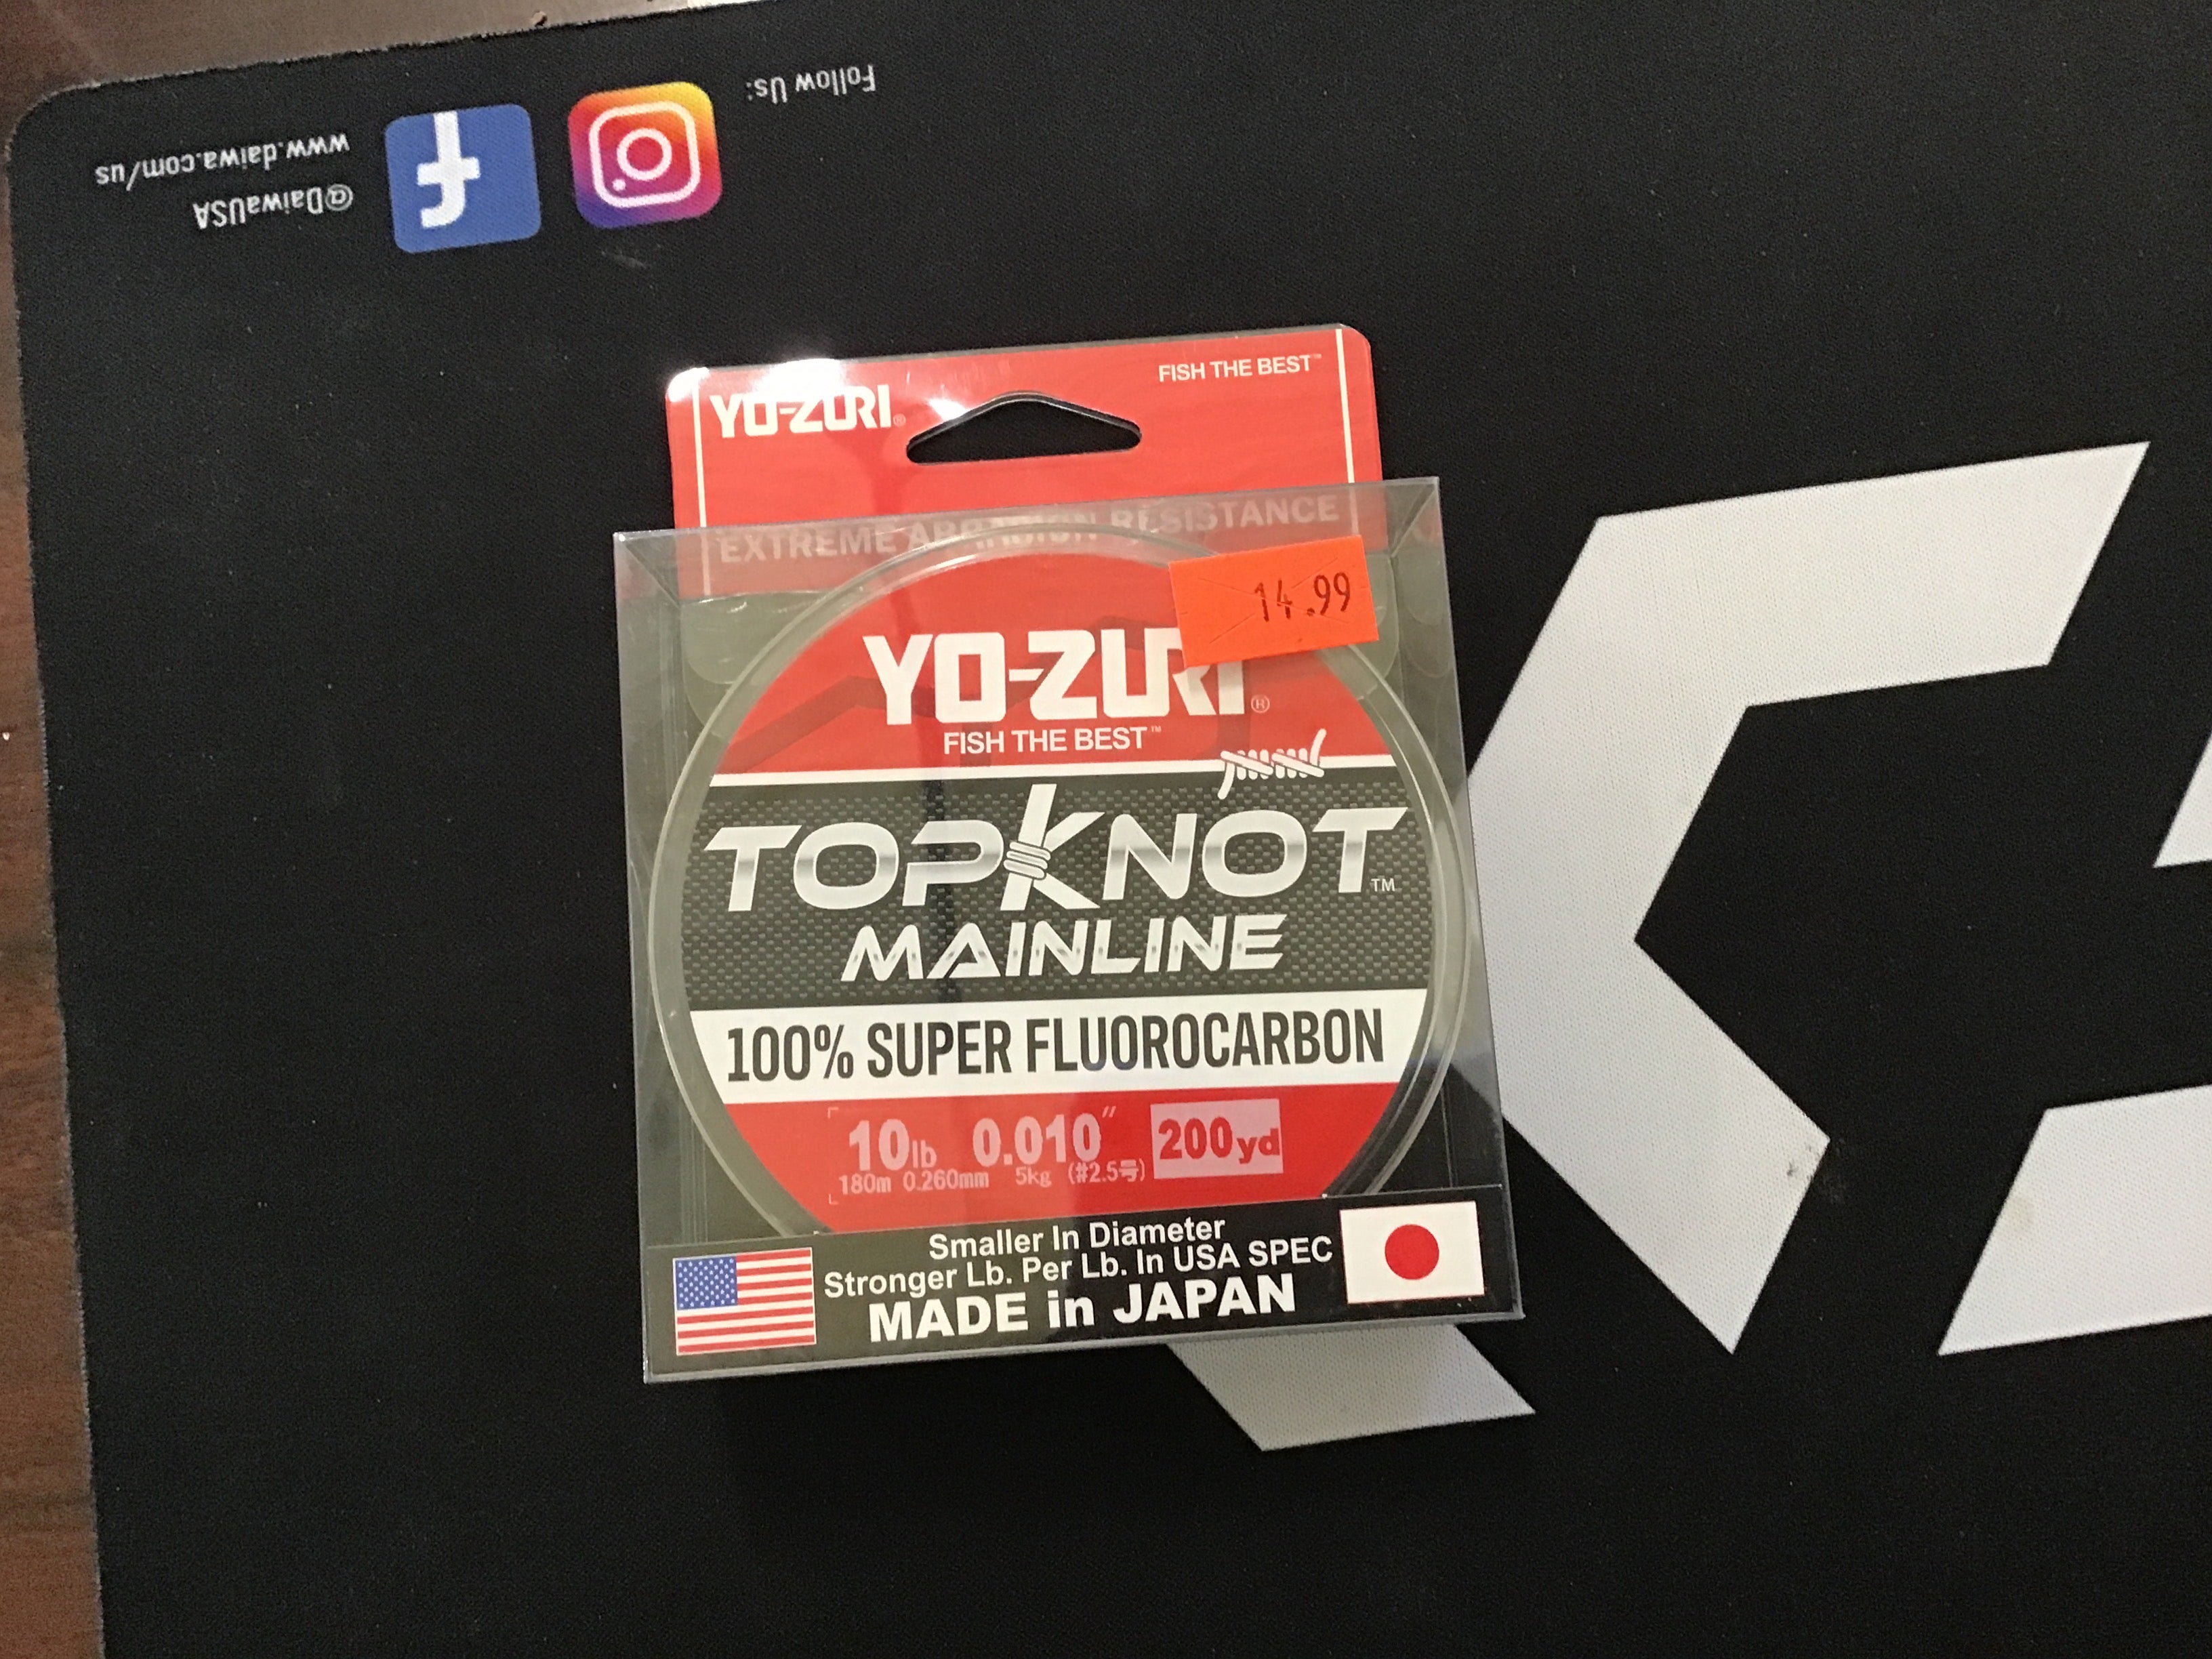 Follow Us:
@DaiwaUSA
www.daiwa.com/us
YO-ZURI®
FISH THE BEST™
EXTREME ABRASION RESISTANCE
14.99
YO-ZURI®
FISH THE BEST™
TOPKNOT™
MAINLINE
100% SUPER FLUOROCARBON
10lb 0.010" 200yd
180m 0.260mm 5kg (#2.5号)
Smaller In Diameter
Stronger Lb. Per Lb. In USA SPEC
MADE in JAPAN